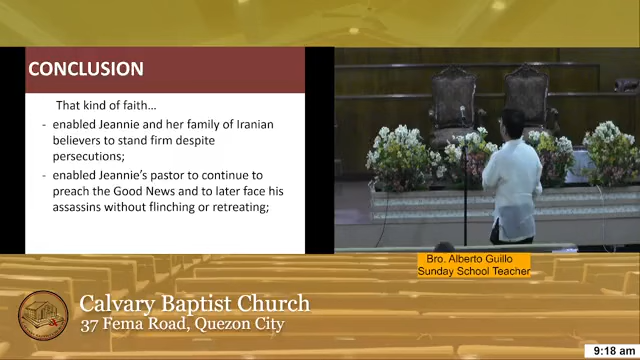 CONCLUSION
That kind of faith…
- enabled Jeannie and her family of Iranian
believers to stand firm despite
persecutions;
- enabled Jeannie's pastor to continue to
preach the Good News and to later face his
assassins without flinching or retreating;
Bro. Alberto Guillo
Sunday School Teacher
Calvary Baptist Church
37 Fema Road, Quezon City
9:18 am